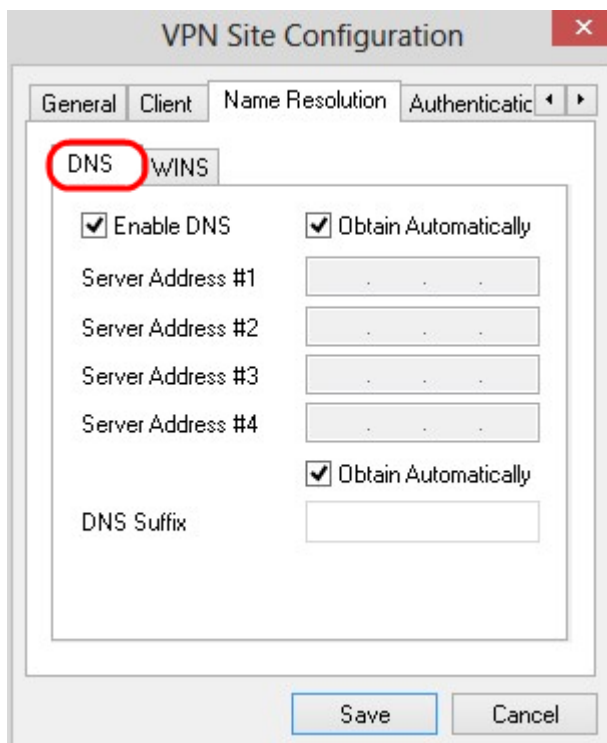 VPN Site Configuration
General Client Name Resolution Authenticatic
DNS WINS
Enable DNS Obtain Automatically
Server Address #1 . . .
Server Address #2 . . .
Server Address #3 . . .
Server Address #4 . . .
Obtain Automatically
DNS Suffix
Save Cancel